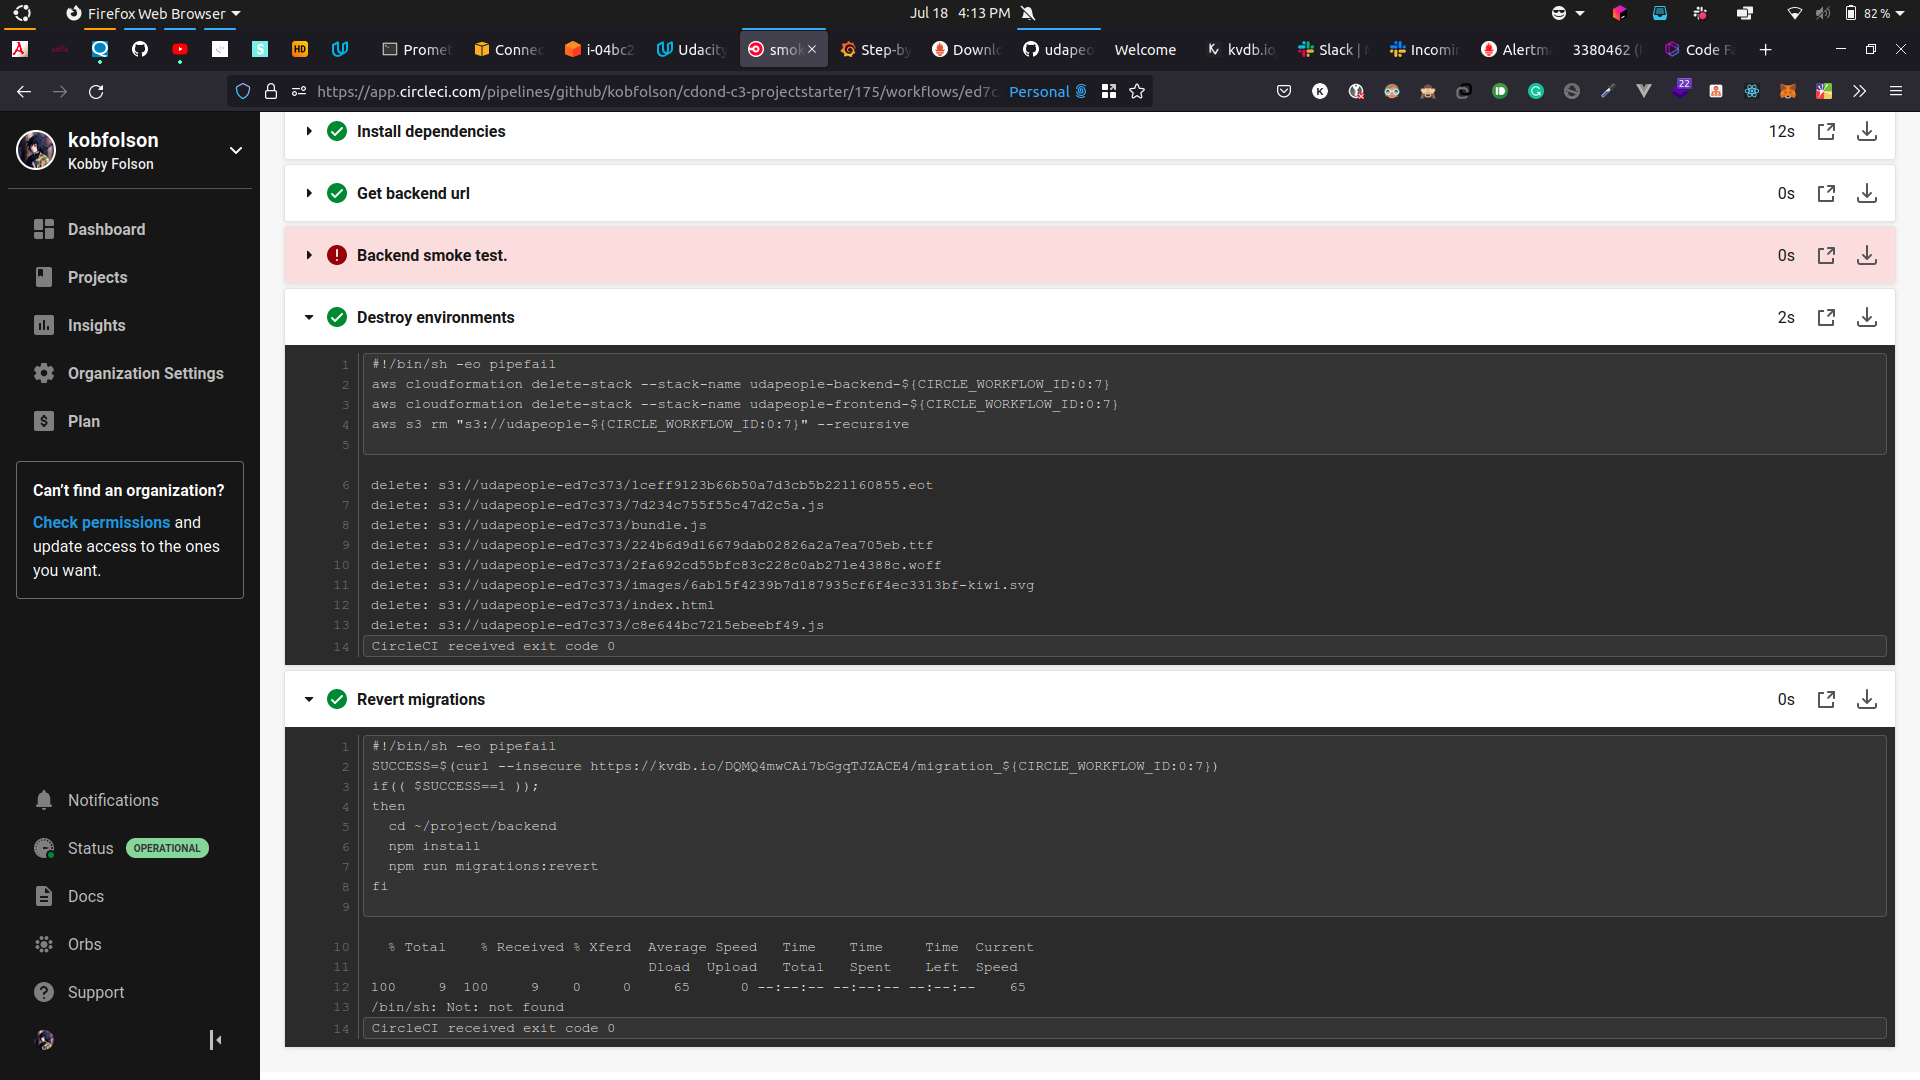 Firefox Web Browser
Jul 18 4:13 PM
82 %
HD
Promet
Connec
i-04bc2
Udacity
smok
Step-by
Downlo
udapeo
Welcome
kvdb.io
Slack |
Incomin
Alertm
3380462 (
Code Fa
https://app.circleci.com/pipelines/github/kobfolson/cdond-c3-projectstarter/175/workflows/ed7c
Personal
22
kobfolson
Kobby Folson
Dashboard
Projects
Insights
Organization Settings
Plan
Can't find an organization?
Check permissions and
update access to the ones
you want.
Notifications
Status OPERATIONAL
Docs
Orbs
Support
Install dependencies 12s
Get backend url 0s
Backend smoke test. 0s
Destroy environments 2s
1 #!/bin/sh -eo pipefail
2 aws cloudformation delete-stack --stack-name udapeople-backend-${CIRCLE_WORKFLOW_ID:0:7}
3 aws cloudformation delete-stack --stack-name udapeople-frontend-${CIRCLE_WORKFLOW_ID:0:7}
4 aws s3 rm "s3://udapeople-${CIRCLE_WORKFLOW_ID:0:7}" --recursive
5
6 delete: s3://udapeople-ed7c373/1ceff9123b66b50a7d3cb5b221160855.eot
7 delete: s3://udapeople-ed7c373/7d234c755f55c47d2c5a.js
8 delete: s3://udapeople-ed7c373/bundle.js
9 delete: s3://udapeople-ed7c373/224b6d9d16679dab02826a2a7ea705eb.ttf
10 delete: s3://udapeople-ed7c373/2fa692cd55bfc83c228c0ab271e4388c.woff
11 delete: s3://udapeople-ed7c373/images/6ab15f4239b7d187935cf6f4ec3313bf-kiwi.svg
12 delete: s3://udapeople-ed7c373/index.html
13 delete: s3://udapeople-ed7c373/c8e644bc7215ebeebf49.js
14 CircleCI received exit code 0
Revert migrations 0s
1 #!/bin/sh -eo pipefail
2 SUCCESS=$(curl --insecure https://kvdb.io/DQMQ4mwCAi7bGgqTJZACE4/migration_${CIRCLE_WORKFLOW_ID:0:7})
3 if(( $SUCCESS==1 ));
4 then
5 cd ~/project/backend
6 npm install
7 npm run migrations:revert
8 fi
9
10 % Total % Received % Xferd Average Speed Time Time Time Current
11 Dload Upload Total Spent Left Speed
12 100 9 100 9 0 0 65 0 --:--:-- --:--:-- --:--:-- 65
13 /bin/sh: Not: not found
14 CircleCI received exit code 0